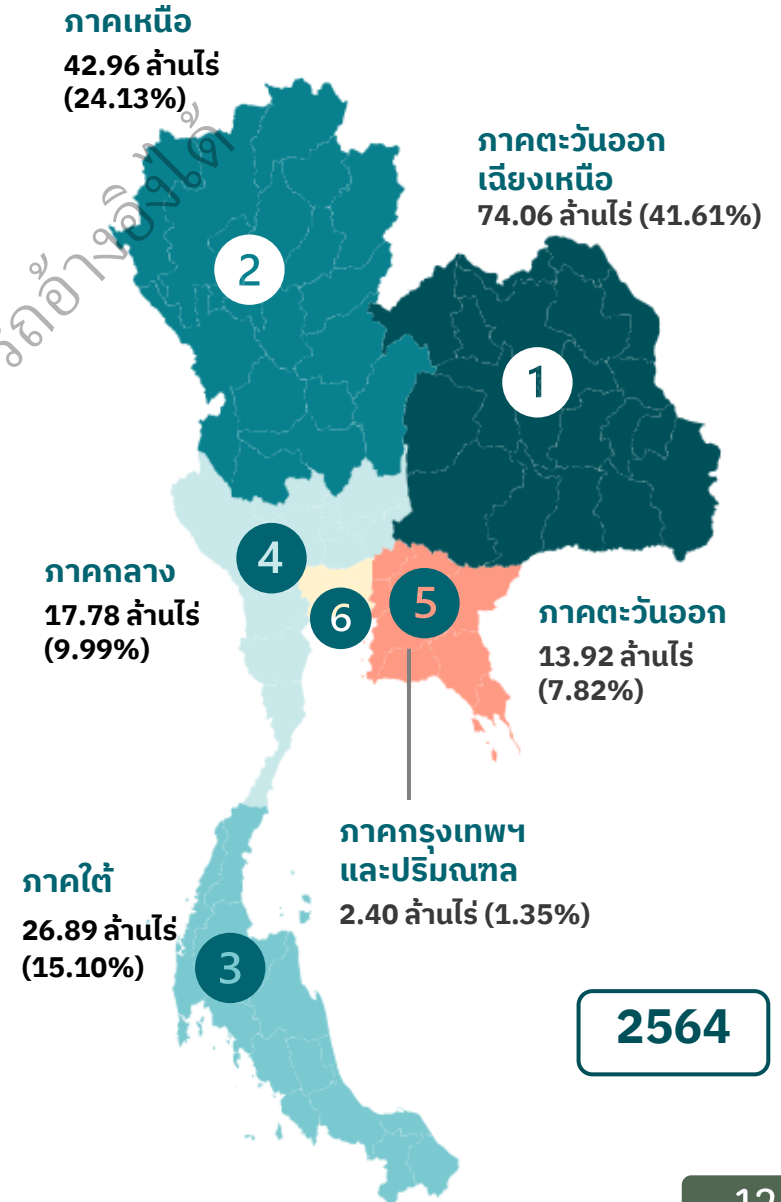 ภาคเหนือ
42.96 ล้านไร่
(24.13%)
ภาคตะวันออก
เฉียงเหนือ
74.06 ล้านไร่ (41.61%)
2
1
4
6
5
ภาคกลาง
17.78 ล้านไร่
(9.99%)
ภาคตะวันออก
13.92 ล้านไร่
(7.82%)
ภาคกรุงเทพฯ
และปริมณฑล
2.40 ล้านไร่ (1.35%)
ภาคใต้
26.89 ล้านไร่
(15.10%)
3
2564